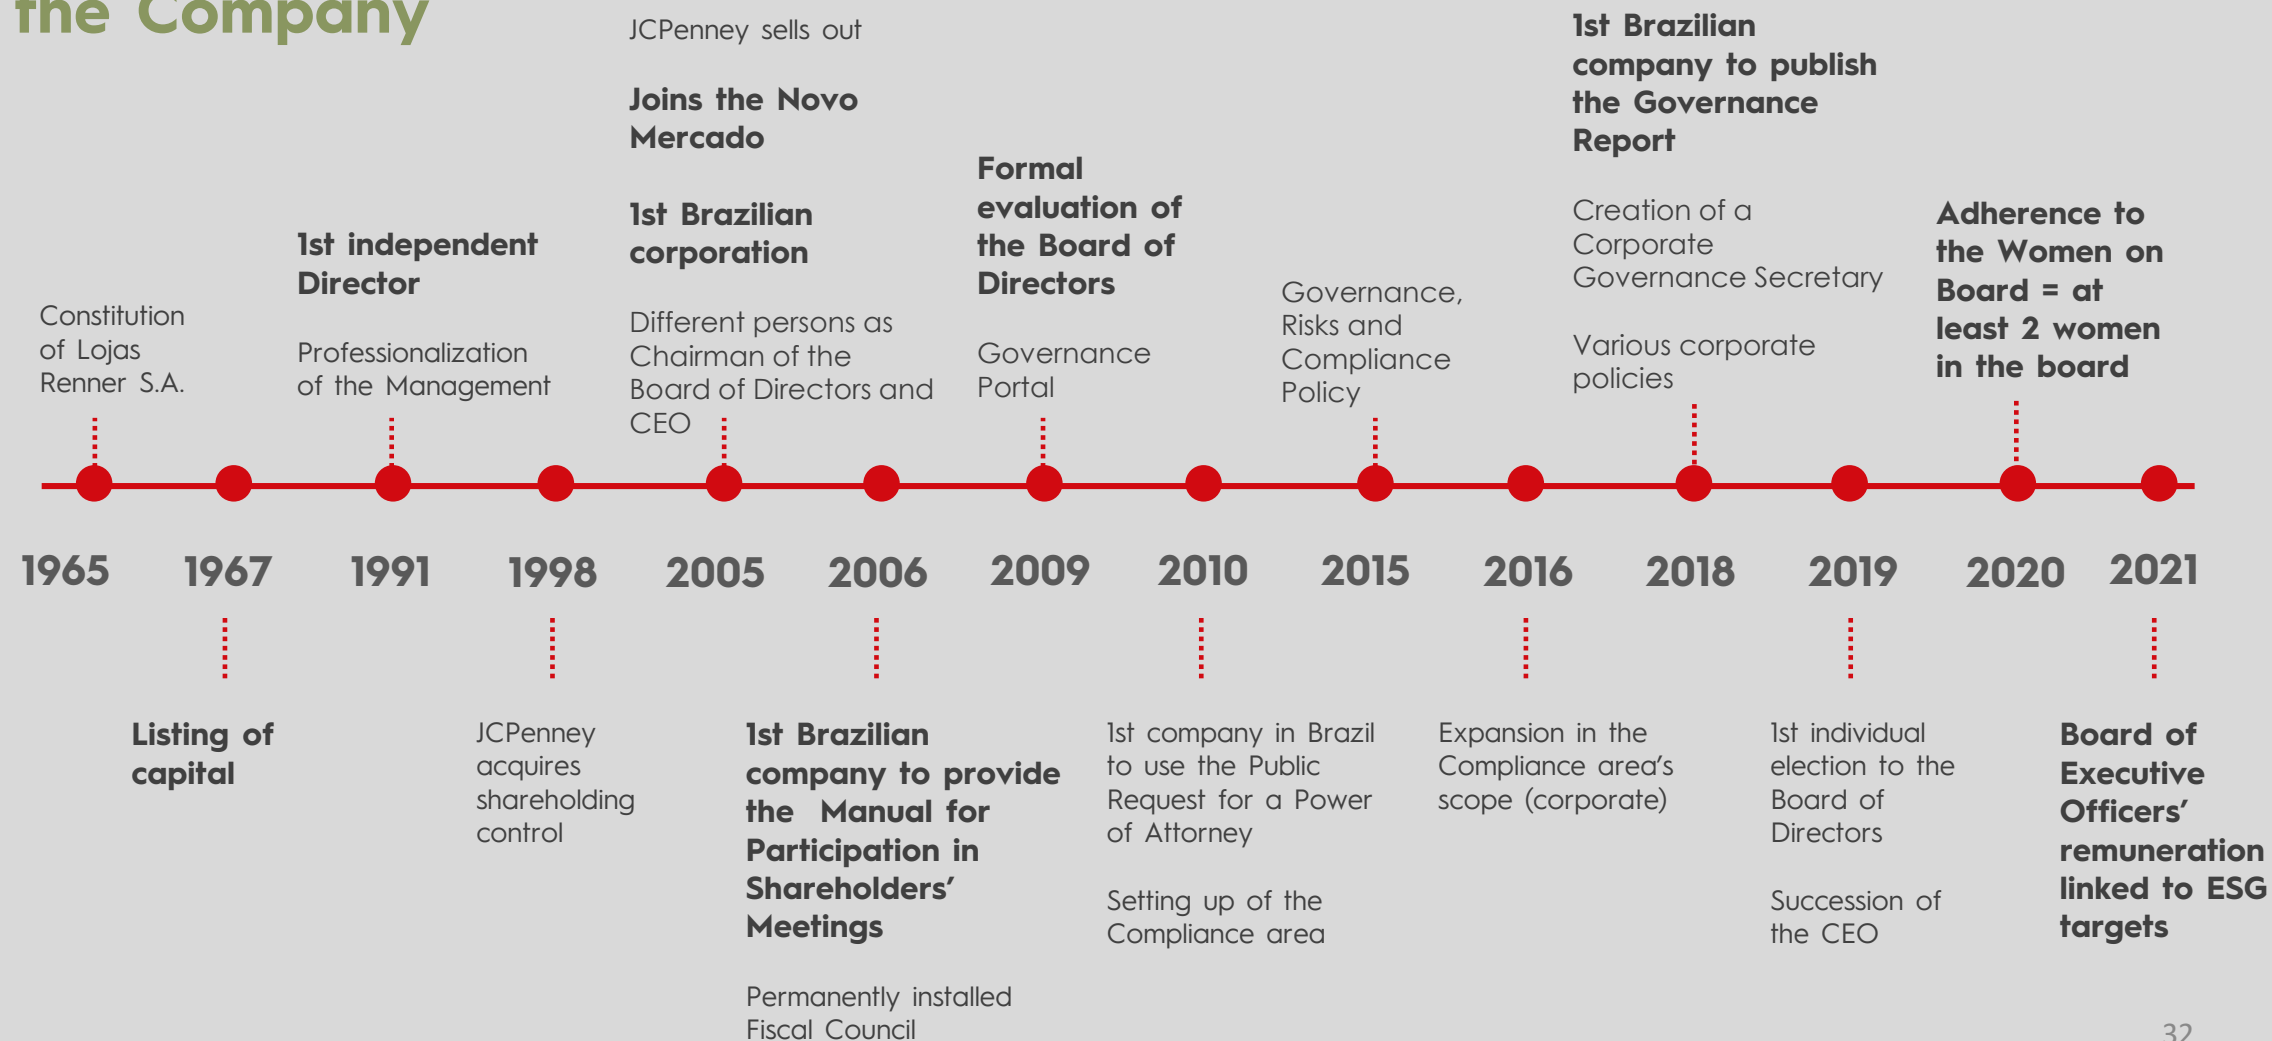 the Company
JCPenney sells out
Joins the Novo
Mercado
1st Brazilian
corporation
Different persons as
Chairman of the
Board of Directors and
CEO
1st Brazilian
company to publish
the Governance
Report
Creation of a
Corporate
Governance Secretary
Various corporate
policies
Formal
evaluation of
the Board of
Directors
Governance
Portal
1st independent
Director
Professionalization
of the Management
Constitution
of Lojas
Renner S.A.
Governance,
Risks and
Compliance
Policy
Adherence to
the Women on
Board = at
least 2 women
in the board
1965 1967 1991 1998 2005 2006 2009 2010 2015 2016 2018 2019 2020 2021
Listing of
capital
JCPenney
acquires
shareholding
control
1st Brazilian
company to provide
the Manual for
Participation in
Shareholders’
Meetings
Permanently installed
Fiscal Council
1st company in Brazil
to use the Public
Request for a Power
of Attorney
Setting up of the
Compliance area
Expansion in the
Compliance area’s
scope (corporate)
1st individual
election to the
Board of
Directors
Succession of
the CEO
Board of
Executive
Officers’
remuneration
linked to ESG
targets
32